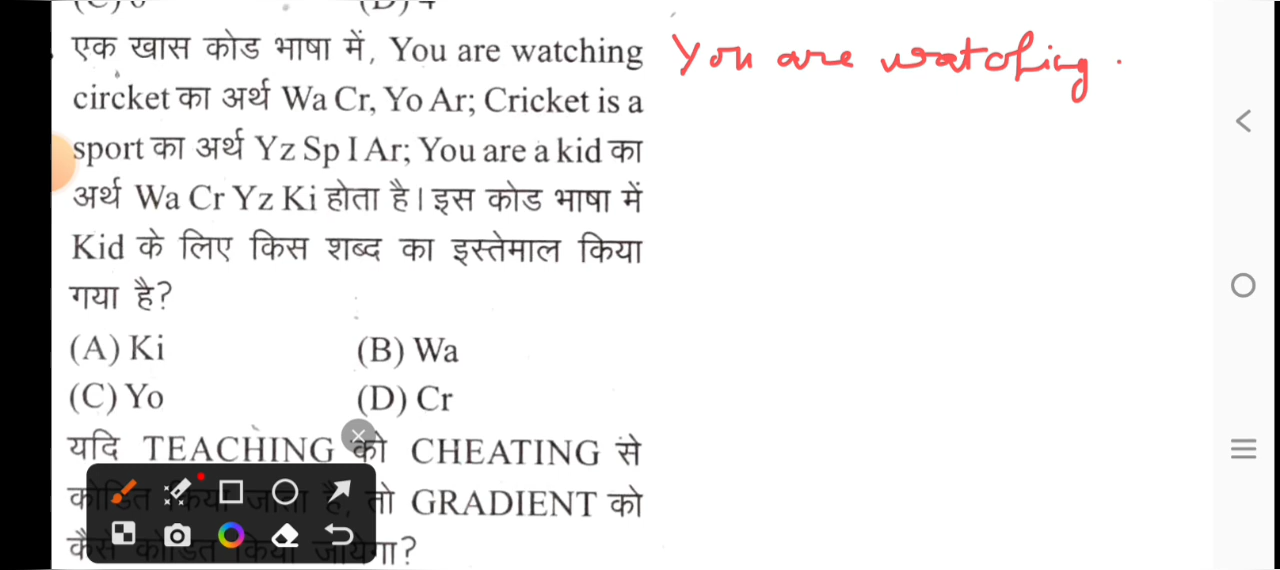 (C) 6 (D) 4
एक खास कोड भाषा में, You are watching
circket का अर्थ Wa Cr, Yo Ar; Cricket is a
sport का अर्थ Yz Sp I Ar; You are a kid का
अर्थ Wa Cr Yz Ki होता है। इस कोड भाषा में
Kid के लिए किस शब्द का इस्तेमाल किया
गया है?
(A) Ki (B) Wa
(C) Yo (D) Cr
यदि TEACHING को CHEATING से
कोडित किया जाता है, तो GRADIENT को
कैसे कोडित किया जायेगा?
You are watching